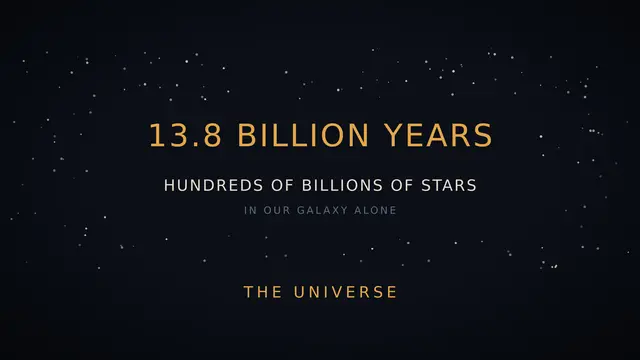 13.8 BILLION YEARS
HUNDREDS OF BILLIONS OF STARS
IN OUR GALAXY ALONE
THE UNIVERSE